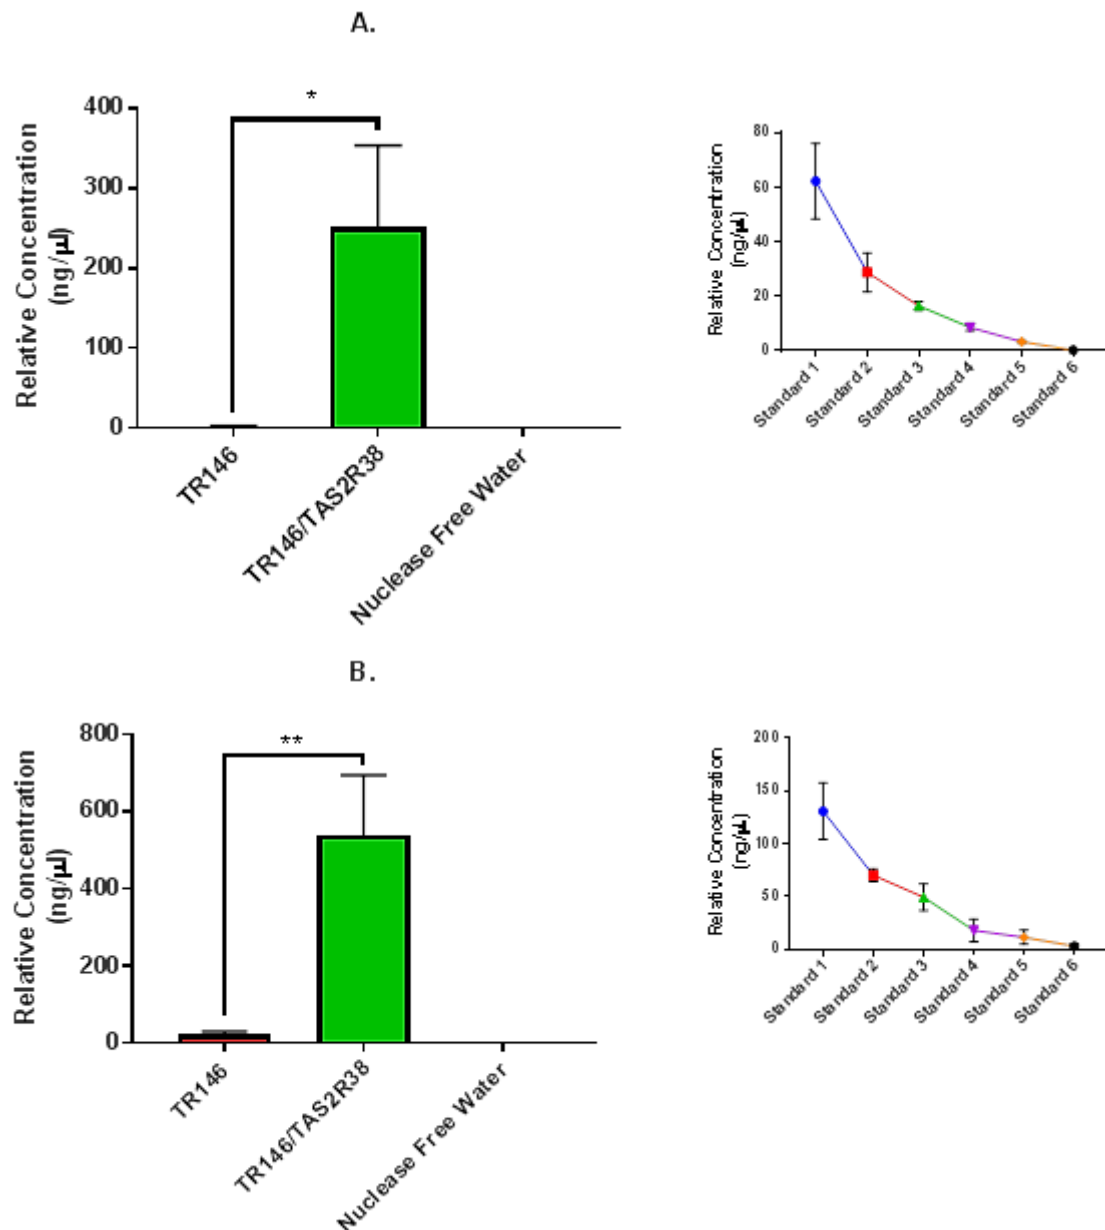 A.
*
400
300
200
100
0
Relative Concentration
(ng/µl)
TR146
TR146/TAS2R38
Nuclease Free Water
80
60
40
20
0
Relative Concentration
(ng/µl)
Standard 1
Standard 2
Standard 3
Standard 4
Standard 5
Standard 6
B.
**
800
600
400
200
0
Relative Concentration
(ng/µl)
TR146
TR146/TAS2R38
Nuclease Free Water
200
150
100
50
0
Relative Concentration
(ng/µL)
Standard 1
Standard 2
Standard 3
Standard 4
Standard 5
Standard 6